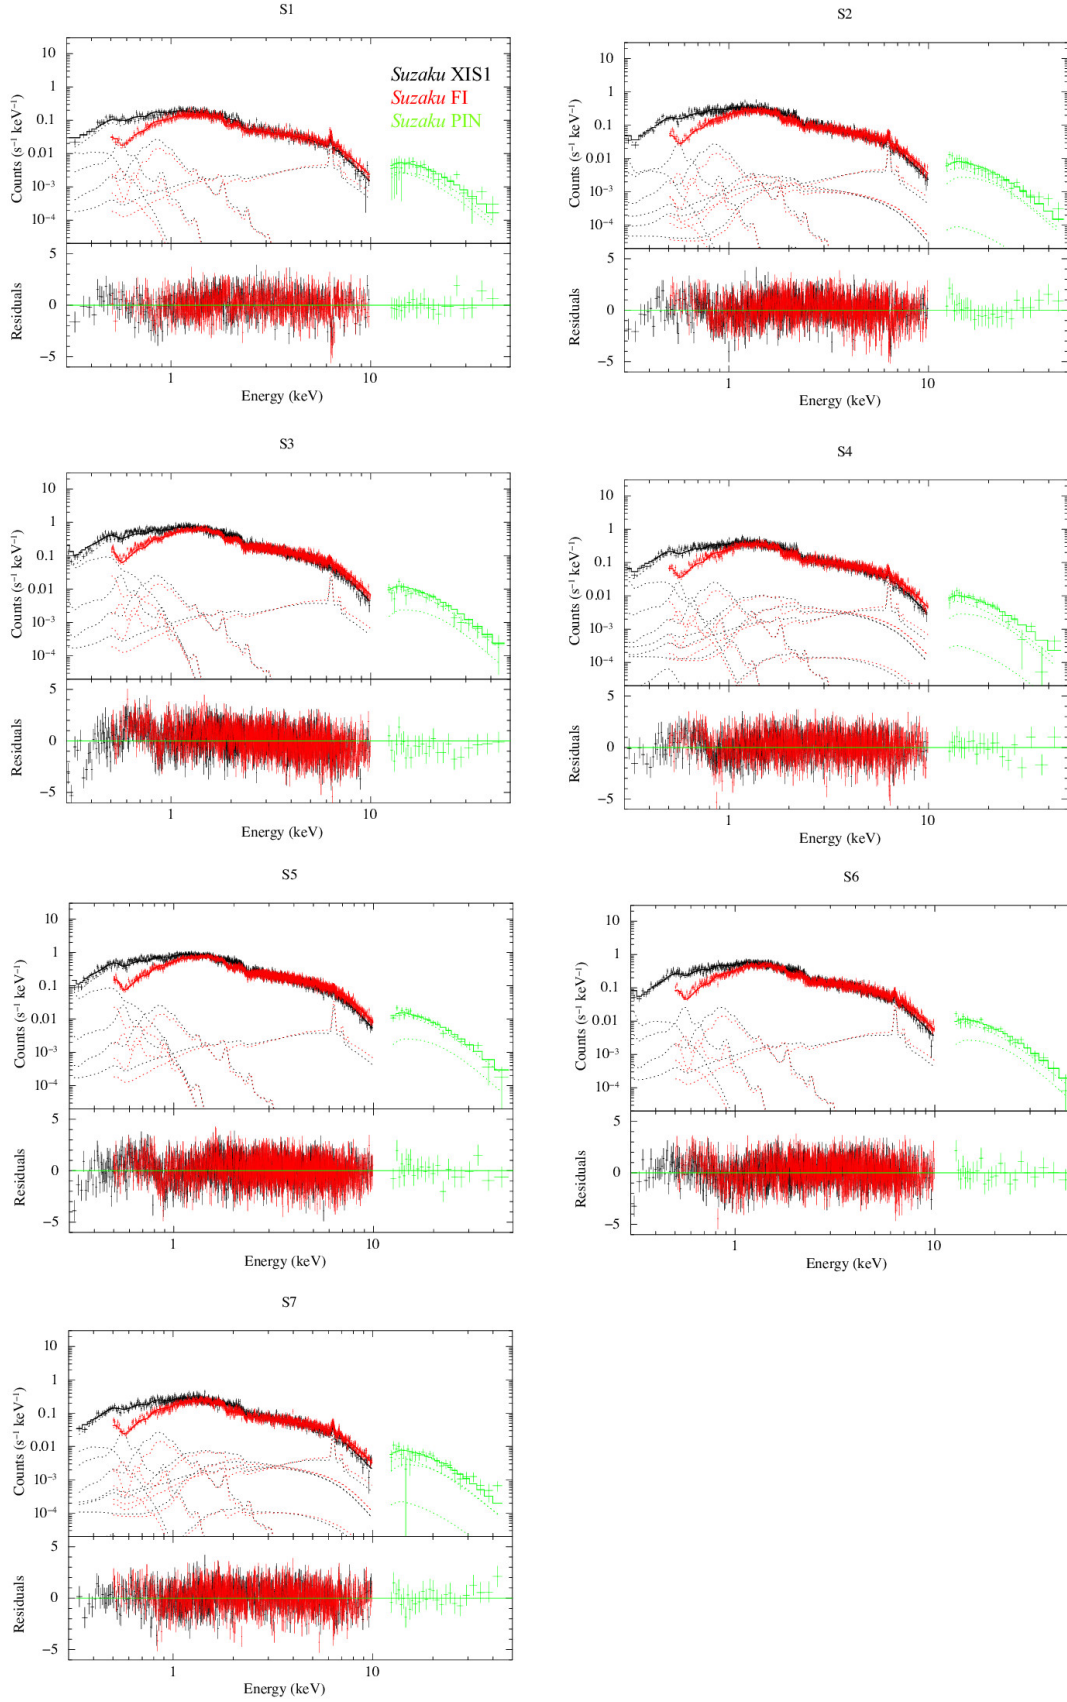 S1
10
1
0.1
0.01
10⁻³
10⁻⁴
Counts (s⁻¹ keV⁻¹)
Suzaku XIS1
Suzaku FI
Suzaku PIN
5
0
−5
Residuals
1
10
Energy (keV)
S2
10
1
0.1
0.01
10⁻³
10⁻⁴
Counts (s⁻¹ keV⁻¹)
5
0
−5
Residuals
1
10
Energy (keV)
S3
10
1
0.1
0.01
10⁻³
10⁻⁴
Counts (s⁻¹ keV⁻¹)
5
0
−5
Residuals
1
10
Energy (keV)
S4
10
1
0.1
0.01
10⁻³
10⁻⁴
Counts (s⁻¹ keV⁻¹)
5
0
−5
Residuals
1
10
Energy (keV)
S5
10
1
0.1
0.01
10⁻³
10⁻⁴
Counts (s⁻¹ keV⁻¹)
5
0
−5
Residuals
1
10
Energy (keV)
S6
10
1
0.1
0.01
10⁻³
10⁻⁴
Counts (s⁻¹ keV⁻¹)
5
0
−5
Residuals
1
10
Energy (keV)
S7
10
1
0.1
0.01
10⁻³
10⁻⁴
Counts (s⁻¹ keV⁻¹)
5
0
−5
Residuals
1
10
Energy (keV)